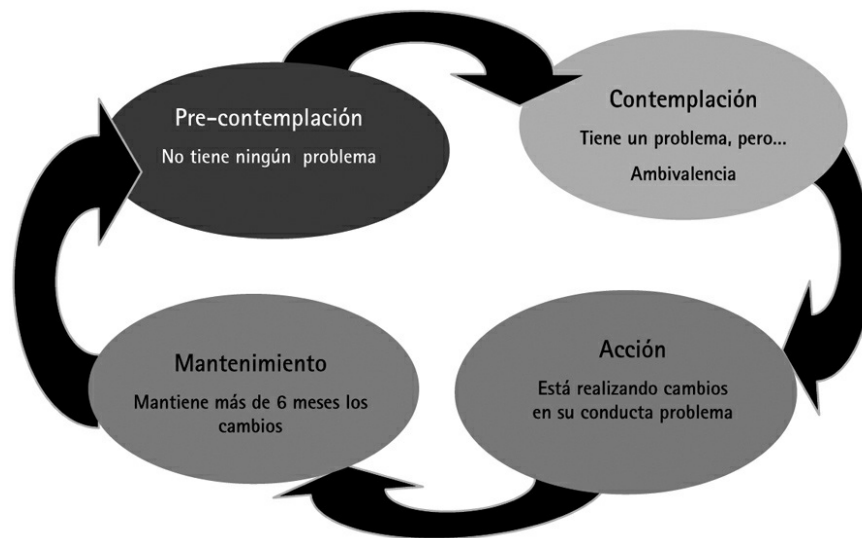 Pre-contemplación
No tiene ningún problema
Contemplación
Tiene un problema, pero...
Ambivalencia
Acción
Está realizando cambios
en su conducta problema
Mantenimiento
Mantiene más de 6 meses los
cambios